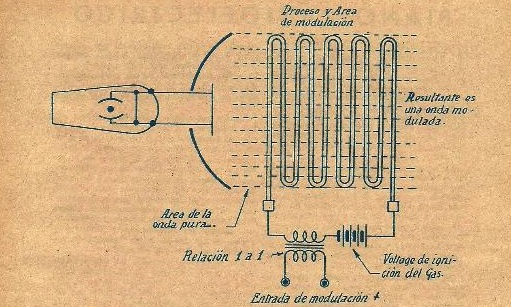 Proceso y Area
de modulación
Resultante es
una onda mo-
dulada.
Area de la
onda pura...
Relación 1 a 1
Voltage de igni-
ción del Gas.
Entrada de modulación +